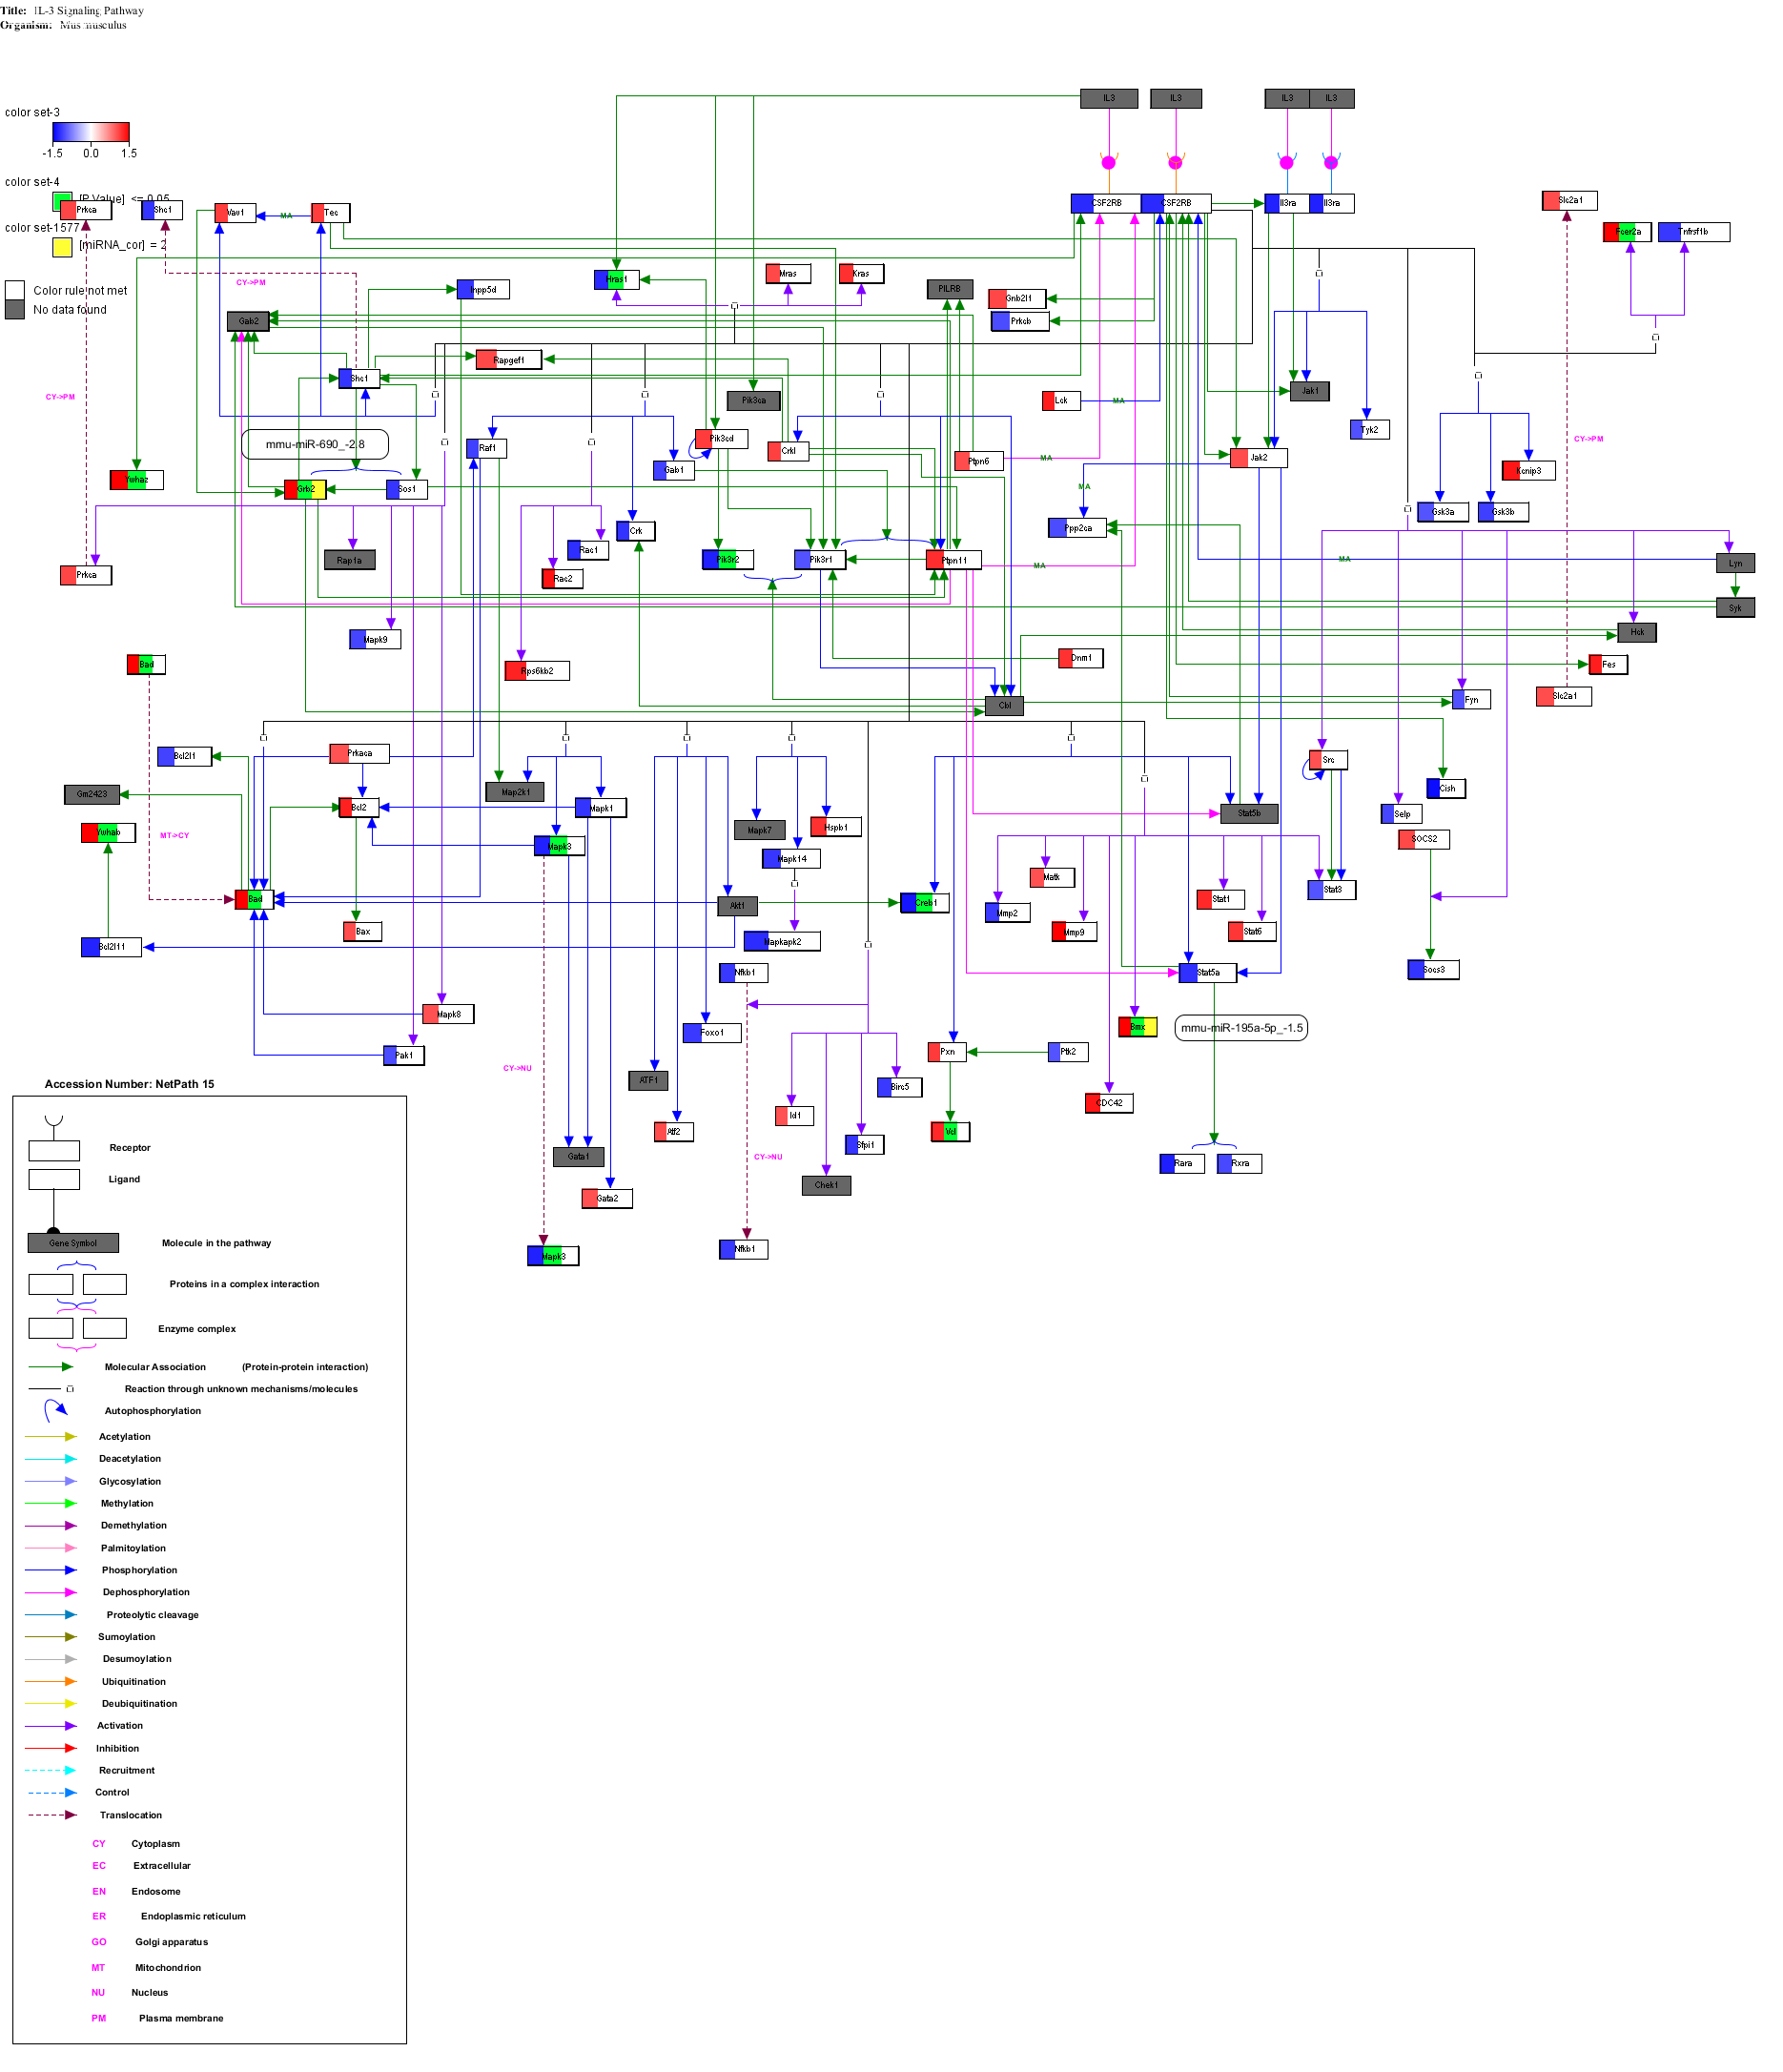 Title: IL-3 Signaling Pathway
Organism: Mus musculus
color set-3
-1.5 0.0 1.5
color set-4
[P.Value] <= 0.05
color set-1577
[miRNA_cor] = 2
Color rule not met
No data found
IL3 IL3 IL3 IL3
Prkca Shc1 Vav1 MA Tec CSF2RB CSF2RB Il3ra Il3ra Slc2a1
Fcer2a Tnfrsf1b
CY->PM Inpp5d Hras1 Mras Kras PILRB Gnb2l1
Gab2 Prkcb
Rapgef1
Shc1 Pik3ca Lck MA Jak1
CY->PM
mmu-miR-690_-2.8 Raf1 Pik3cd Crkl Tyk2 CY->PM
Ywhaz Gab1 Ptpn6 MA Jak2 Kcnip3
Grb2 Sos1 MA
Crk Ppp2ca Gsk3a Gsk3b
Rap1a Rac1 Pik3r2 Pik3r1 Ptpn11 MA MA Lyn
Prkca Rac2
Syk
Mapk9 Hck
Bad Rps6kb2 Dnm1 Fes
Cbl Fyn Slc2a1
Bcl2l1 Prkaca Src
Gm2423 Map2k1 Cish
Bcl2 Mapk1 Stat5b Selp
Ywhab MT->CY Mapk3 Mapk7 Hspb1 SOCS2
Mapk14
Matk Stat3
Bad Akt1 Creb1 Mmp2 Stat1
Bax Mmp9 Stat6
Bcl2l11 Mapkapk2
Nfkb1 Stat5a Socs3
Mapk8 Foxo1 Bmx mmu-miR-195a-5p_-1.5
Pak1 Pxn Ptk2
CY->NU ATF1 Birc5
Accession Number: NetPath 15
Id1 CDC42
Atf2 Sfpi1 Vcl
Gata1 CY->NU Rara Rxra
Chek1
Gata2
Mapk3 Nfkb1
Receptor
Ligand
Gene Symbol Molecule in the pathway
Proteins in a complex interaction
Enzyme complex
Molecular Association (Protein-protein interaction)
Reaction through unknown mechanisms/molecules
Autophosphorylation
Acetylation
Deacetylation
Glycosylation
Methylation
Demethylation
Palmitoylation
Phosphorylation
Dephosphorylation
Proteolytic cleavage
Sumoylation
Desumoylation
Ubiquitination
Deubiquitination
Activation
Inhibition
Recruitment
Control
Translocation
CY Cytoplasm
EC Extracellular
EN Endosome
ER Endoplasmic reticulum
GO Golgi apparatus
MT Mitochondrion
NU Nucleus
PM Plasma membrane